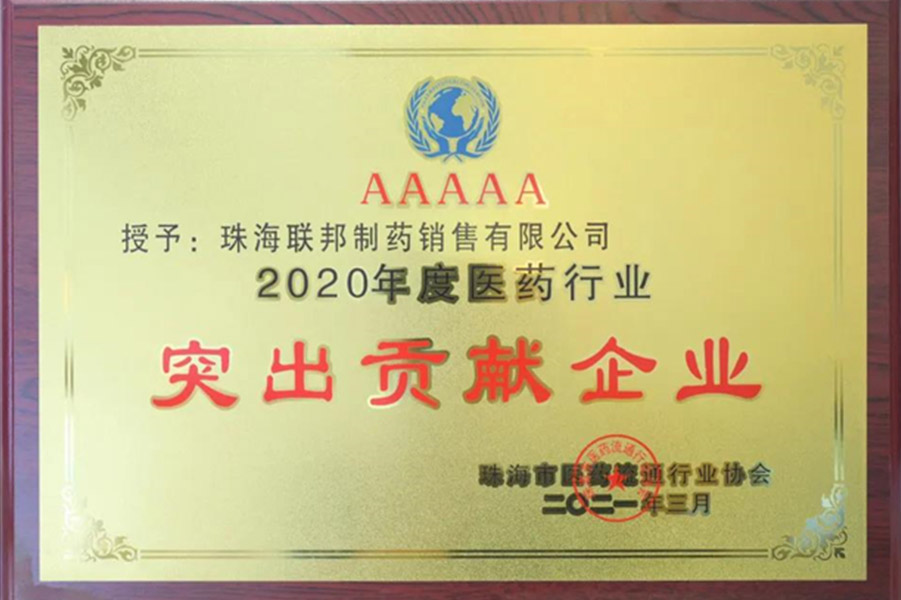 AAAAA
授予：珠海联邦制药销售有限公司
2020年度医药行业
突出贡献企业
珠海市医药流通行业协会
二〇二一年三月